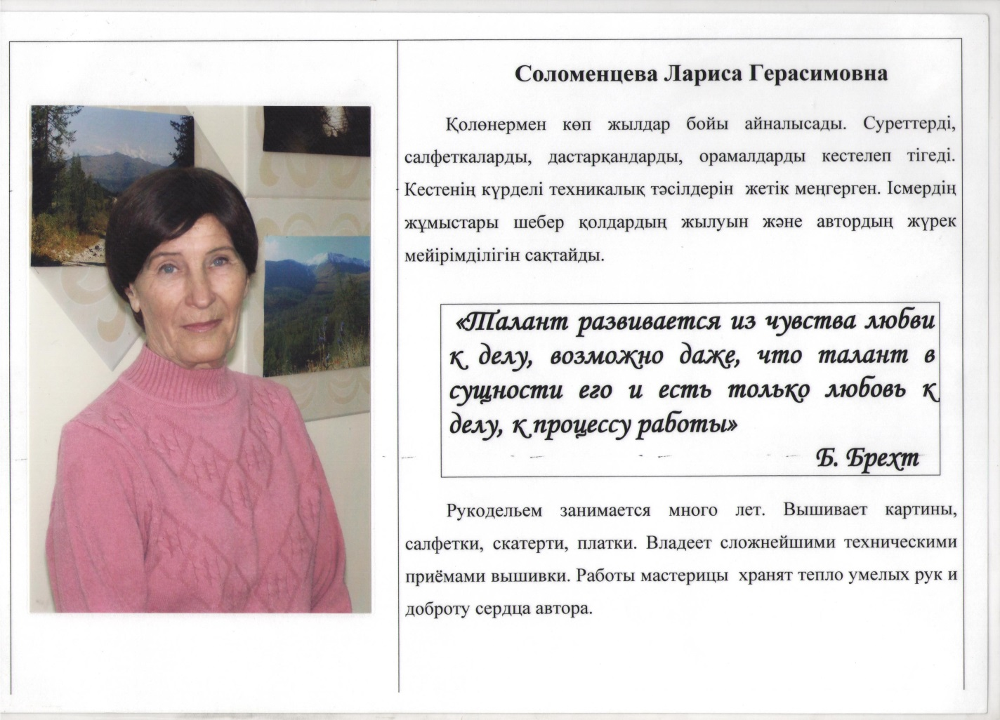 Соломенцева Лариса Герасимовна
Қолөнермен көп жылдар бойы айналысады. Суреттерді,
салфеткаларды, дастарқандарды, орамалдарды кестелеп тігеді.
Кестенің күрделі техникалық тәсілдерін жетік меңгерген. Ісмердің
жұмыстары шебер қолдардың жылуын және автордың жүрек
мейірімділігін сақтайды.
«Талант развивается из чувства любви
к делу, возможно даже, что талант в
сущности его и есть только любовь к
делу, к процессу работы»
Б. Брехт
Рукодельем занимается много лет. Вышивает картины,
салфетки, скатерти, платки. Владеет сложнейшими техническими
приёмами вышивки. Работы мастерицы хранят тепло умелых рук и
доброту сердца автора.